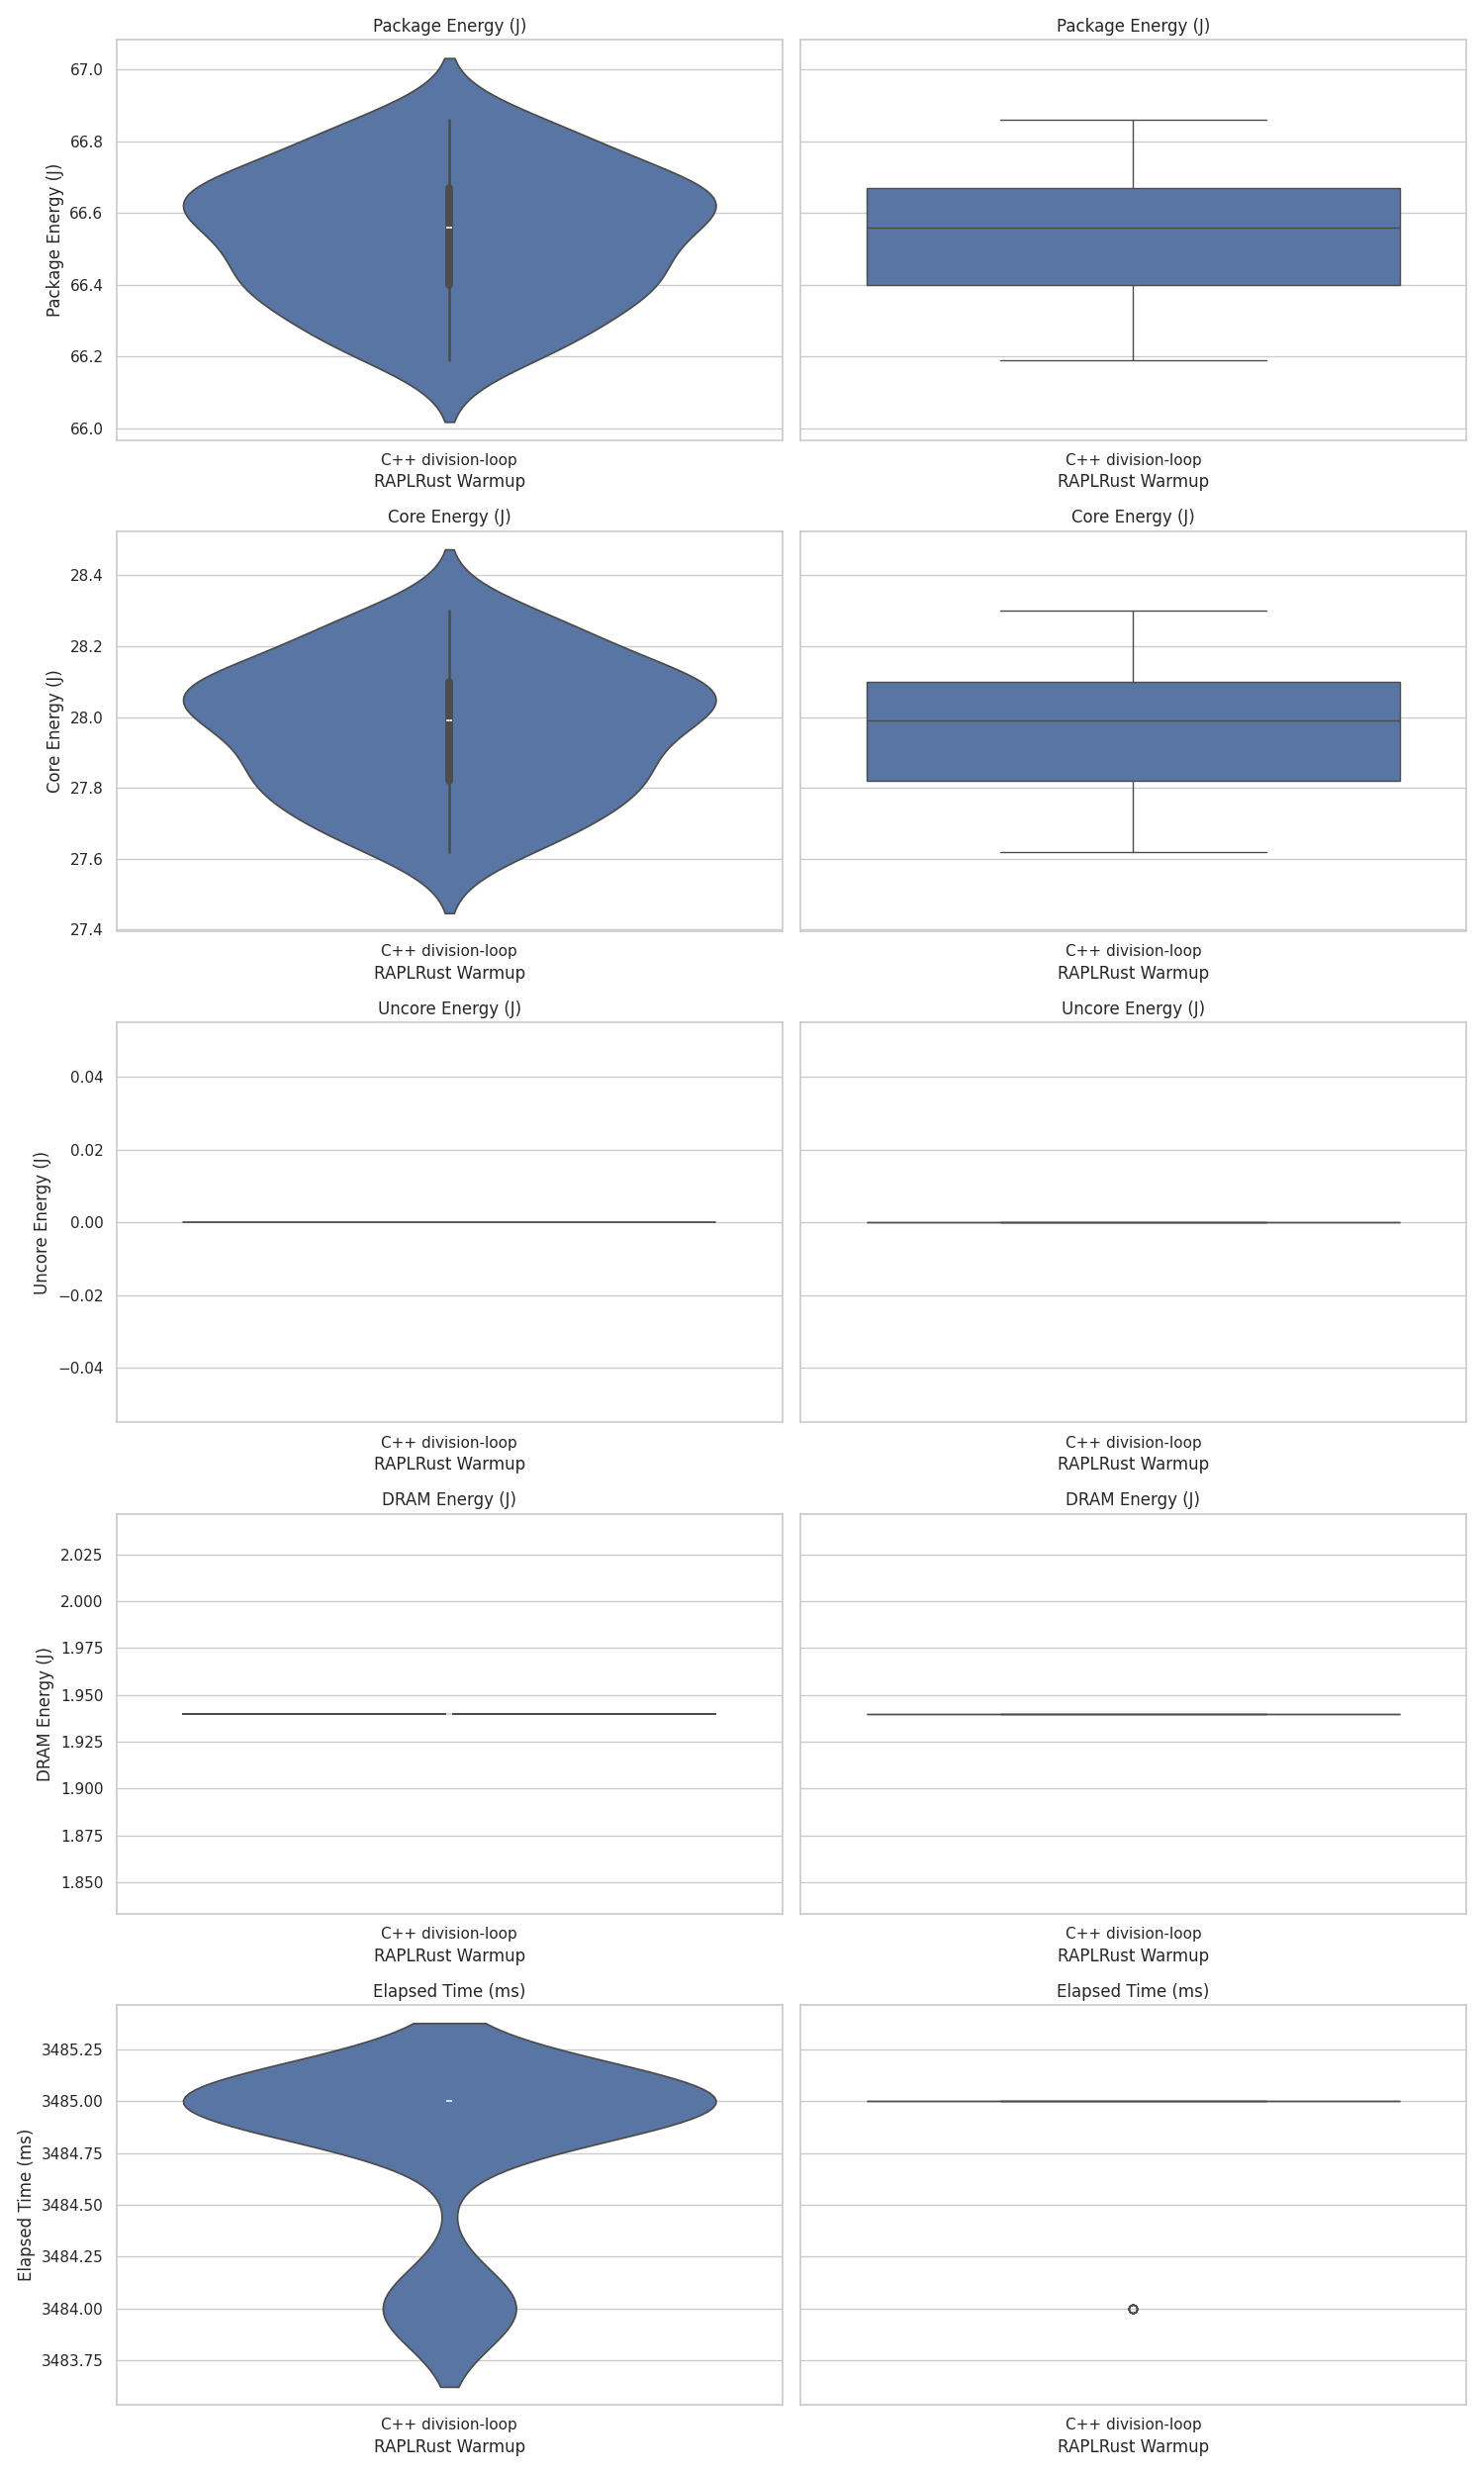 Package Energy (J)
Package Energy (J)
Package Energy (J)
67.0
66.8
66.6
66.4
66.2
66.0
C++ division-loop
RAPLRust Warmup
C++ division-loop
RAPLRust Warmup
Core Energy (J)
Core Energy (J)
Core Energy (J)
28.4
28.2
28.0
27.8
27.6
27.4
C++ division-loop
RAPLRust Warmup
C++ division-loop
RAPLRust Warmup
Uncore Energy (J)
Uncore Energy (J)
Uncore Energy (J)
0.04
0.02
0.00
−0.02
−0.04
C++ division-loop
RAPLRust Warmup
C++ division-loop
RAPLRust Warmup
DRAM Energy (J)
DRAM Energy (J)
DRAM Energy (J)
2.025
2.000
1.975
1.950
1.925
1.900
1.875
1.850
C++ division-loop
RAPLRust Warmup
C++ division-loop
RAPLRust Warmup
Elapsed Time (ms)
Elapsed Time (ms)
Elapsed Time (ms)
3485.25
3485.00
3484.75
3484.50
3484.25
3484.00
3483.75
C++ division-loop
RAPLRust Warmup
C++ division-loop
RAPLRust Warmup